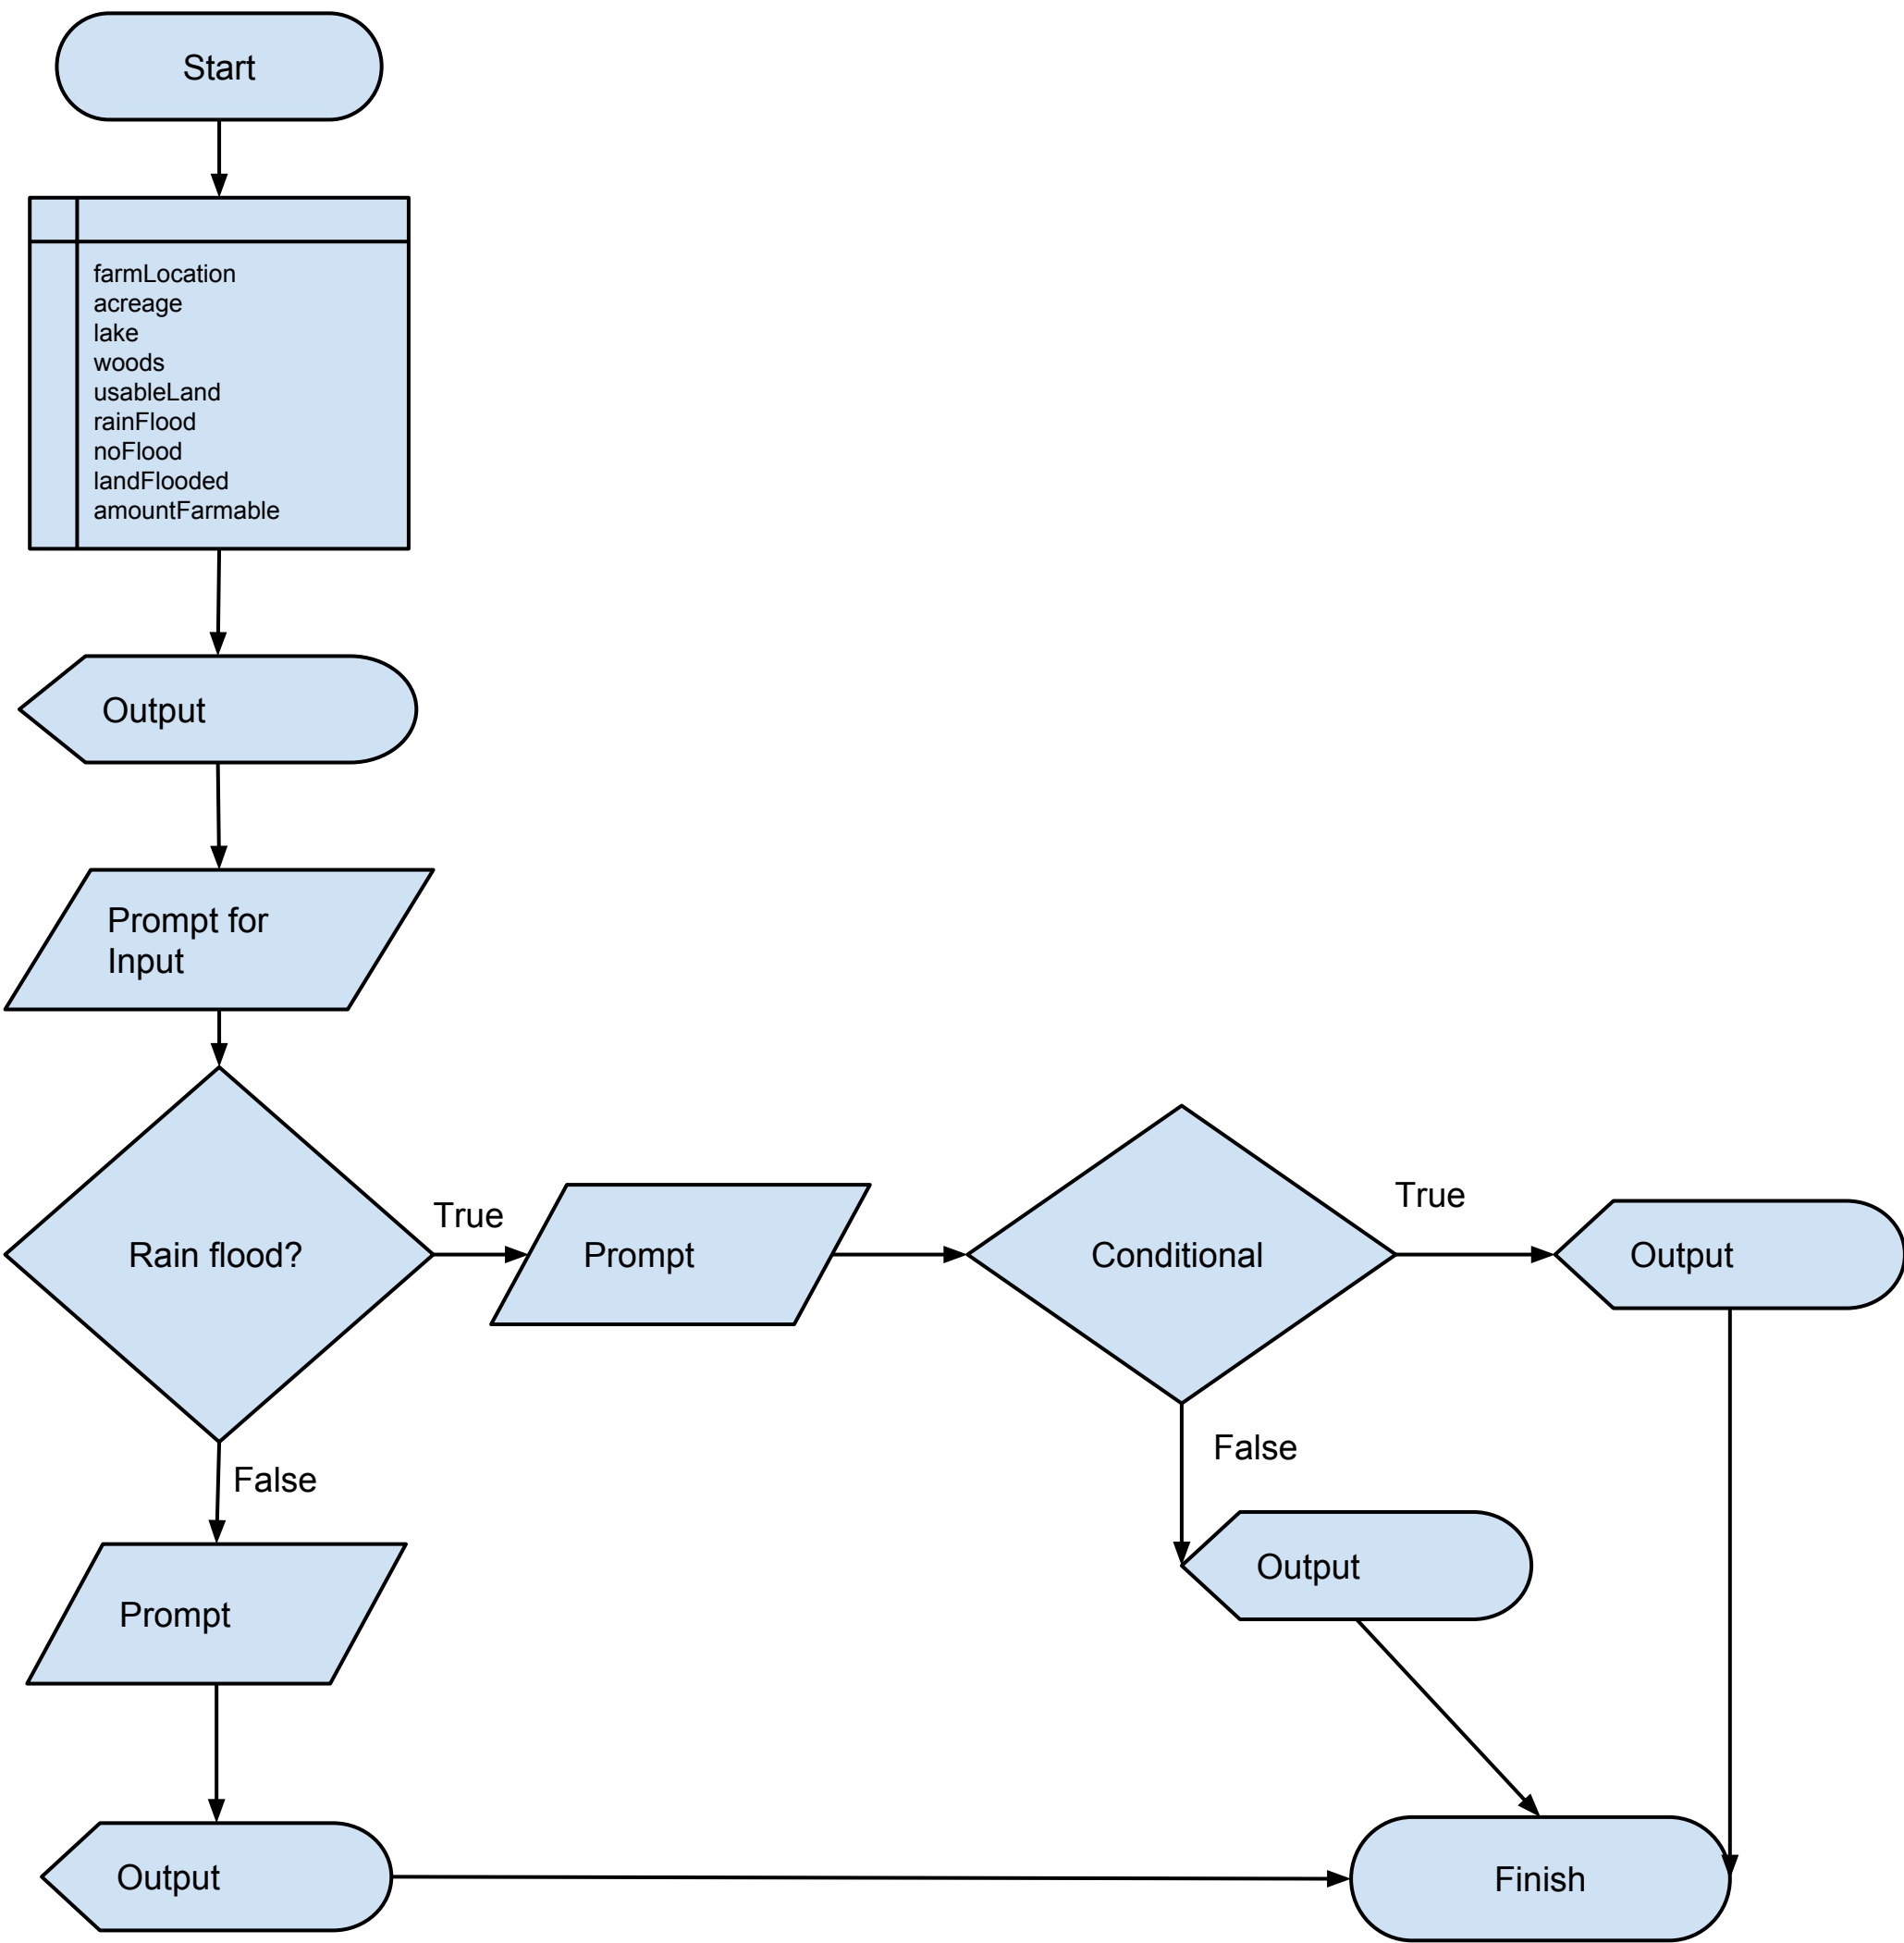 Start
farmLocation
acreage
lake
woods
usableLand
rainFlood
noFlood
landFlooded
amountFarmable
Output
Prompt for
Input
Rain flood?
True
Prompt
Conditional
True
Output
False
Output
False
Prompt
Output
Finish